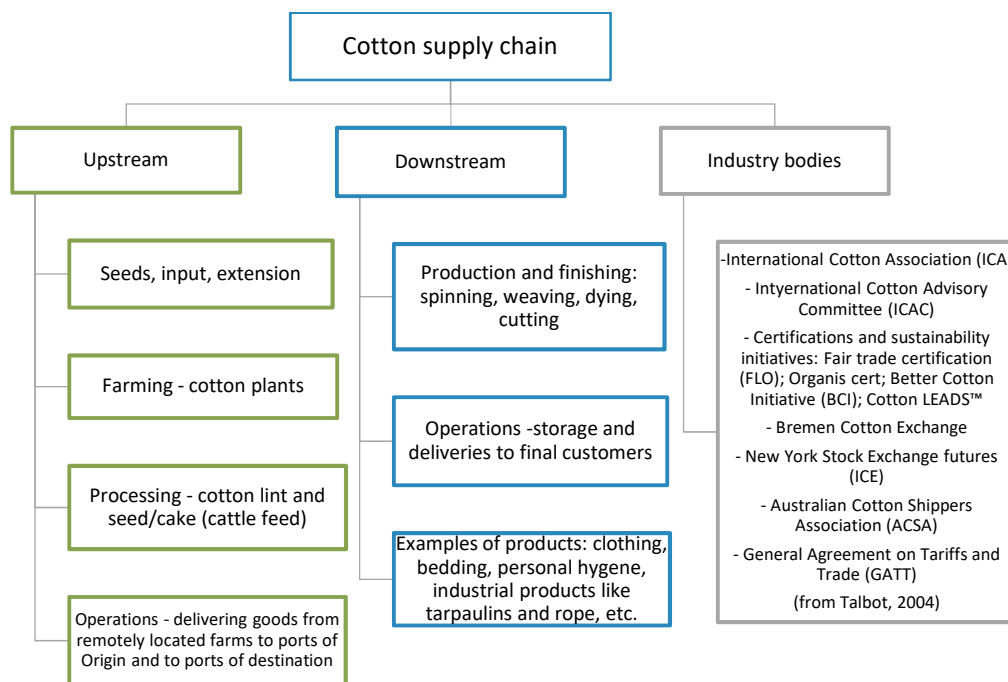 Cotton supply chain
Upstream
Seeds, input, extension
Farming - cotton plants
Processing - cotton lint and
seed/cake (cattle feed)
Operations - delivering goods from
remotely located farms to ports of
Origin and to ports of destination
Downstream
Production and finishing:
spinning, weaving, dying,
cutting
Operations -storage and
deliveries to final customers
Examples of products: clothing,
bedding, personal hygene,
industrial products like
tarpaulins and rope, etc.
Industry bodies
-International Cotton Association (ICA
- Intyernational Cotton Advisory
Committee (ICAC)
- Certifications and sustainability
initiatives: Fair trade certification
(FLO); Organis cert; Better Cotton
Initiative (BCI); Cotton LEADS™
- Bremen Cotton Exchange
- New York Stock Exchange futures
(ICE)
- Australian Cotton Shippers
Association (ACSA)
- General Agreement on Tariffs and
Trade (GATT)
(from Talbot, 2004)